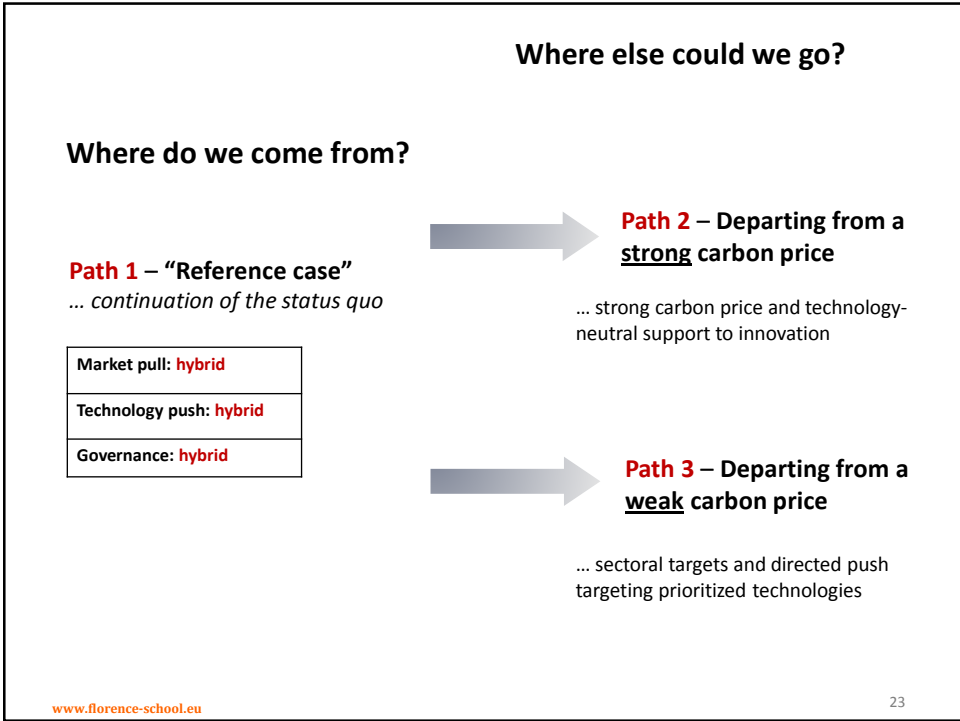 Where else could we go?
Where do we come from?
Path 1 – “Reference case”
... continuation of the status quo
Market pull: hybrid
Technology push: hybrid
Governance: hybrid
Path 2 – Departing from a
strong carbon price
... strong carbon price and technology-
neutral support to innovation
Path 3 – Departing from a
weak carbon price
... sectoral targets and directed push
targeting prioritized technologies
www.florence-school.eu
23